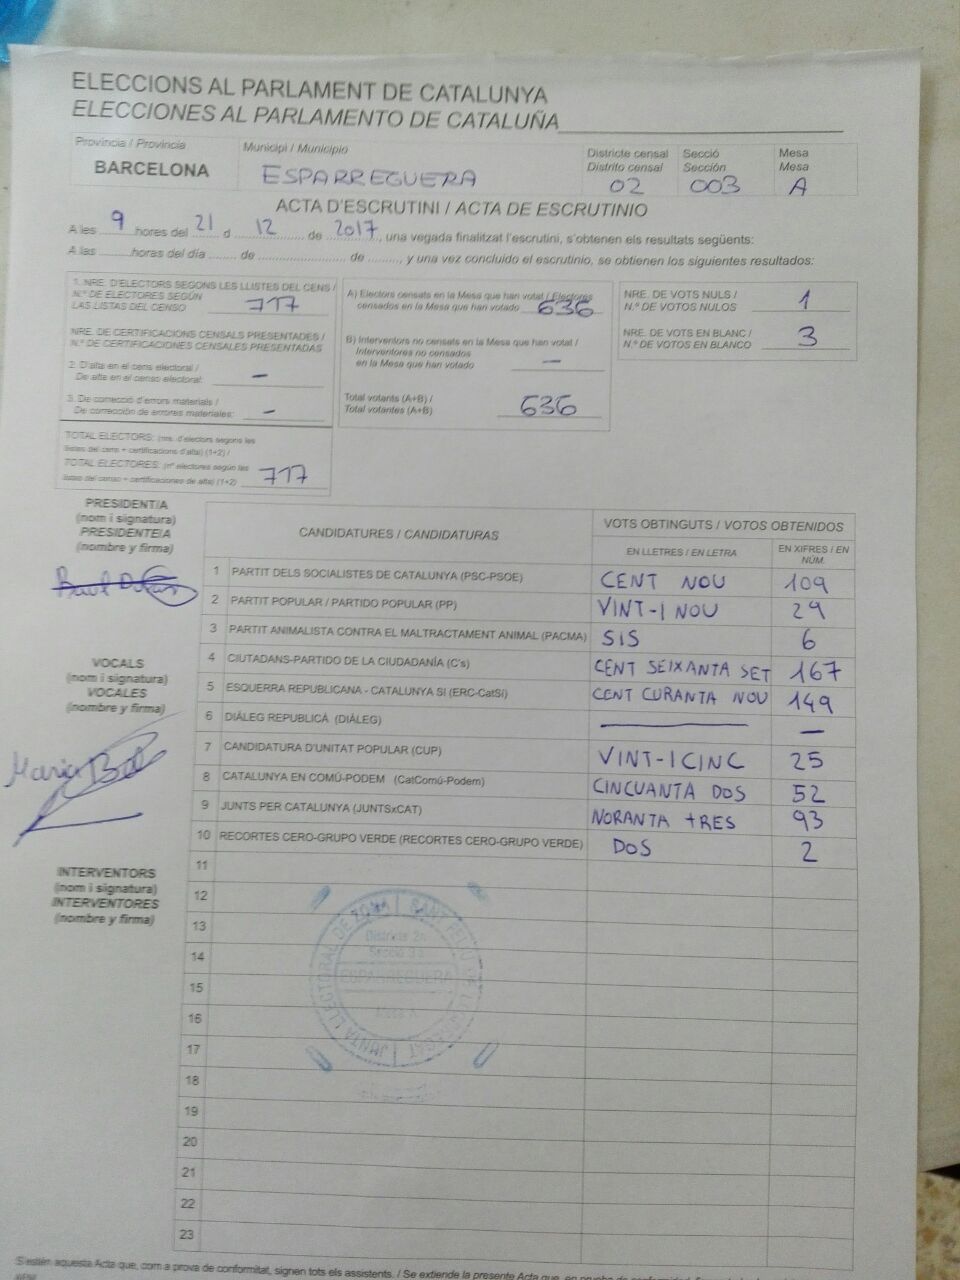 ELECCIONS AL PARLAMENT DE CATALUNYA
ELECCIONES AL PARLAMENTO DE CATALUÑA
Província / Provincia
BARCELONA
Municipi / Municipio
ESPARREGUERA
Districte censal
Distrito censal
02
Secció
Sección
003
Mesa
Mesa
A
ACTA D'ESCRUTINI / ACTA DE ESCRUTINIO
A les 9 hores del 21 d 12 de 2017, una vegada finalitzat l'escrutini, s'obtenen els resultats següents:
A las ..........horas del día ........ de ........................ de ........., y una vez concluido el escrutinio, se obtienen los siguientes resultados:
1. NRE. D'ELECTORS SEGONS LES LLISTES DEL CENS /
N.º DE ELECTORES SEGÚN
LAS LISTAS DEL CENSO 717
NRE. DE CERTIFICACIONS CENSALS PRESENTADES /
N.º DE CERTIFICACIONES CENSALES PRESENTADAS
2. D'alta en el cens electoral /
De alta en el censo electoral: –
3. De correcció d'errors materials /
De corrección de errores materiales: –
TOTAL ELECTORS: (nre. d'electors segons les
llistes del cens + certificacions d'alta) (1+2) /
TOTAL ELECTORES: (nº electores según las
listas del censo + certificaciones de alta) (1+2) 717
A) Electors censats en la Mesa que han votat / Electores
censados en la Mesa que han votado 636
B) Interventors no censats en la Mesa que han votat /
Interventores no censados
en la Mesa que han votado –
Total votants (A+B) /
Total votantes (A+B) 636
NRE. DE VOTS NULS /
N.º DE VOTOS NULOS 1
NRE. DE VOTS EN BLANC /
N.º DE VOTOS EN BLANCO 3
PRESIDENT/A
(nom i signatura)
PRESIDENTE/A
(nombre y firma)
VOCALS
(nom i signatura)
VOCALES
(nombre y firma)
Maria
INTERVENTORS
(nom i signatura)
INTERVENTORES
(nombre y firma)
CANDIDATURES / CANDIDATURAS
VOTS OBTINGUTS / VOTOS OBTENIDOS
EN LLETRES / EN LETRA
EN XIFRES / EN
NÚM.
1 PARTIT DELS SOCIALISTES DE CATALUNYA (PSC-PSOE) CENT NOU 109
2 PARTIT POPULAR / PARTIDO POPULAR (PP) VINT-I NOU 29
3 PARTIT ANIMALISTA CONTRA EL MALTRACTAMENT ANIMAL (PACMA) SIS 6
4 CIUTADANS-PARTIDO DE LA CIUDADANÍA (C's) CENT SEIXANTA SET 167
5 ESQUERRA REPUBLICANA - CATALUNYA SÍ (ERC-CatSí) CENT CURANTA NOU 149
6 DIÀLEG REPUBLICÀ (DIÀLEG) –
7 CANDIDATURA D'UNITAT POPULAR (CUP) VINT-I CINC 25
8 CATALUNYA EN COMÚ-PODEM (CatComú-Podem) CINCUANTA DOS 52
9 JUNTS PER CATALUNYA (JUNTSxCAT) NORANTA TRES 93
10 RECORTES CERO-GRUPO VERDE (RECORTES CERO-GRUPO VERDE) DOS 2
11
12
13
14
15
16
17
18
19
20
21
22
23
JUNTA ELECTORAL DE ZONA SANT FELIU DE LLOBREGAT
ESPARREGUERA
S'estén aquesta Acta que, com a prova de conformitat, signen tots els assistents. / Se extiende la presente Acta que, en prueba de